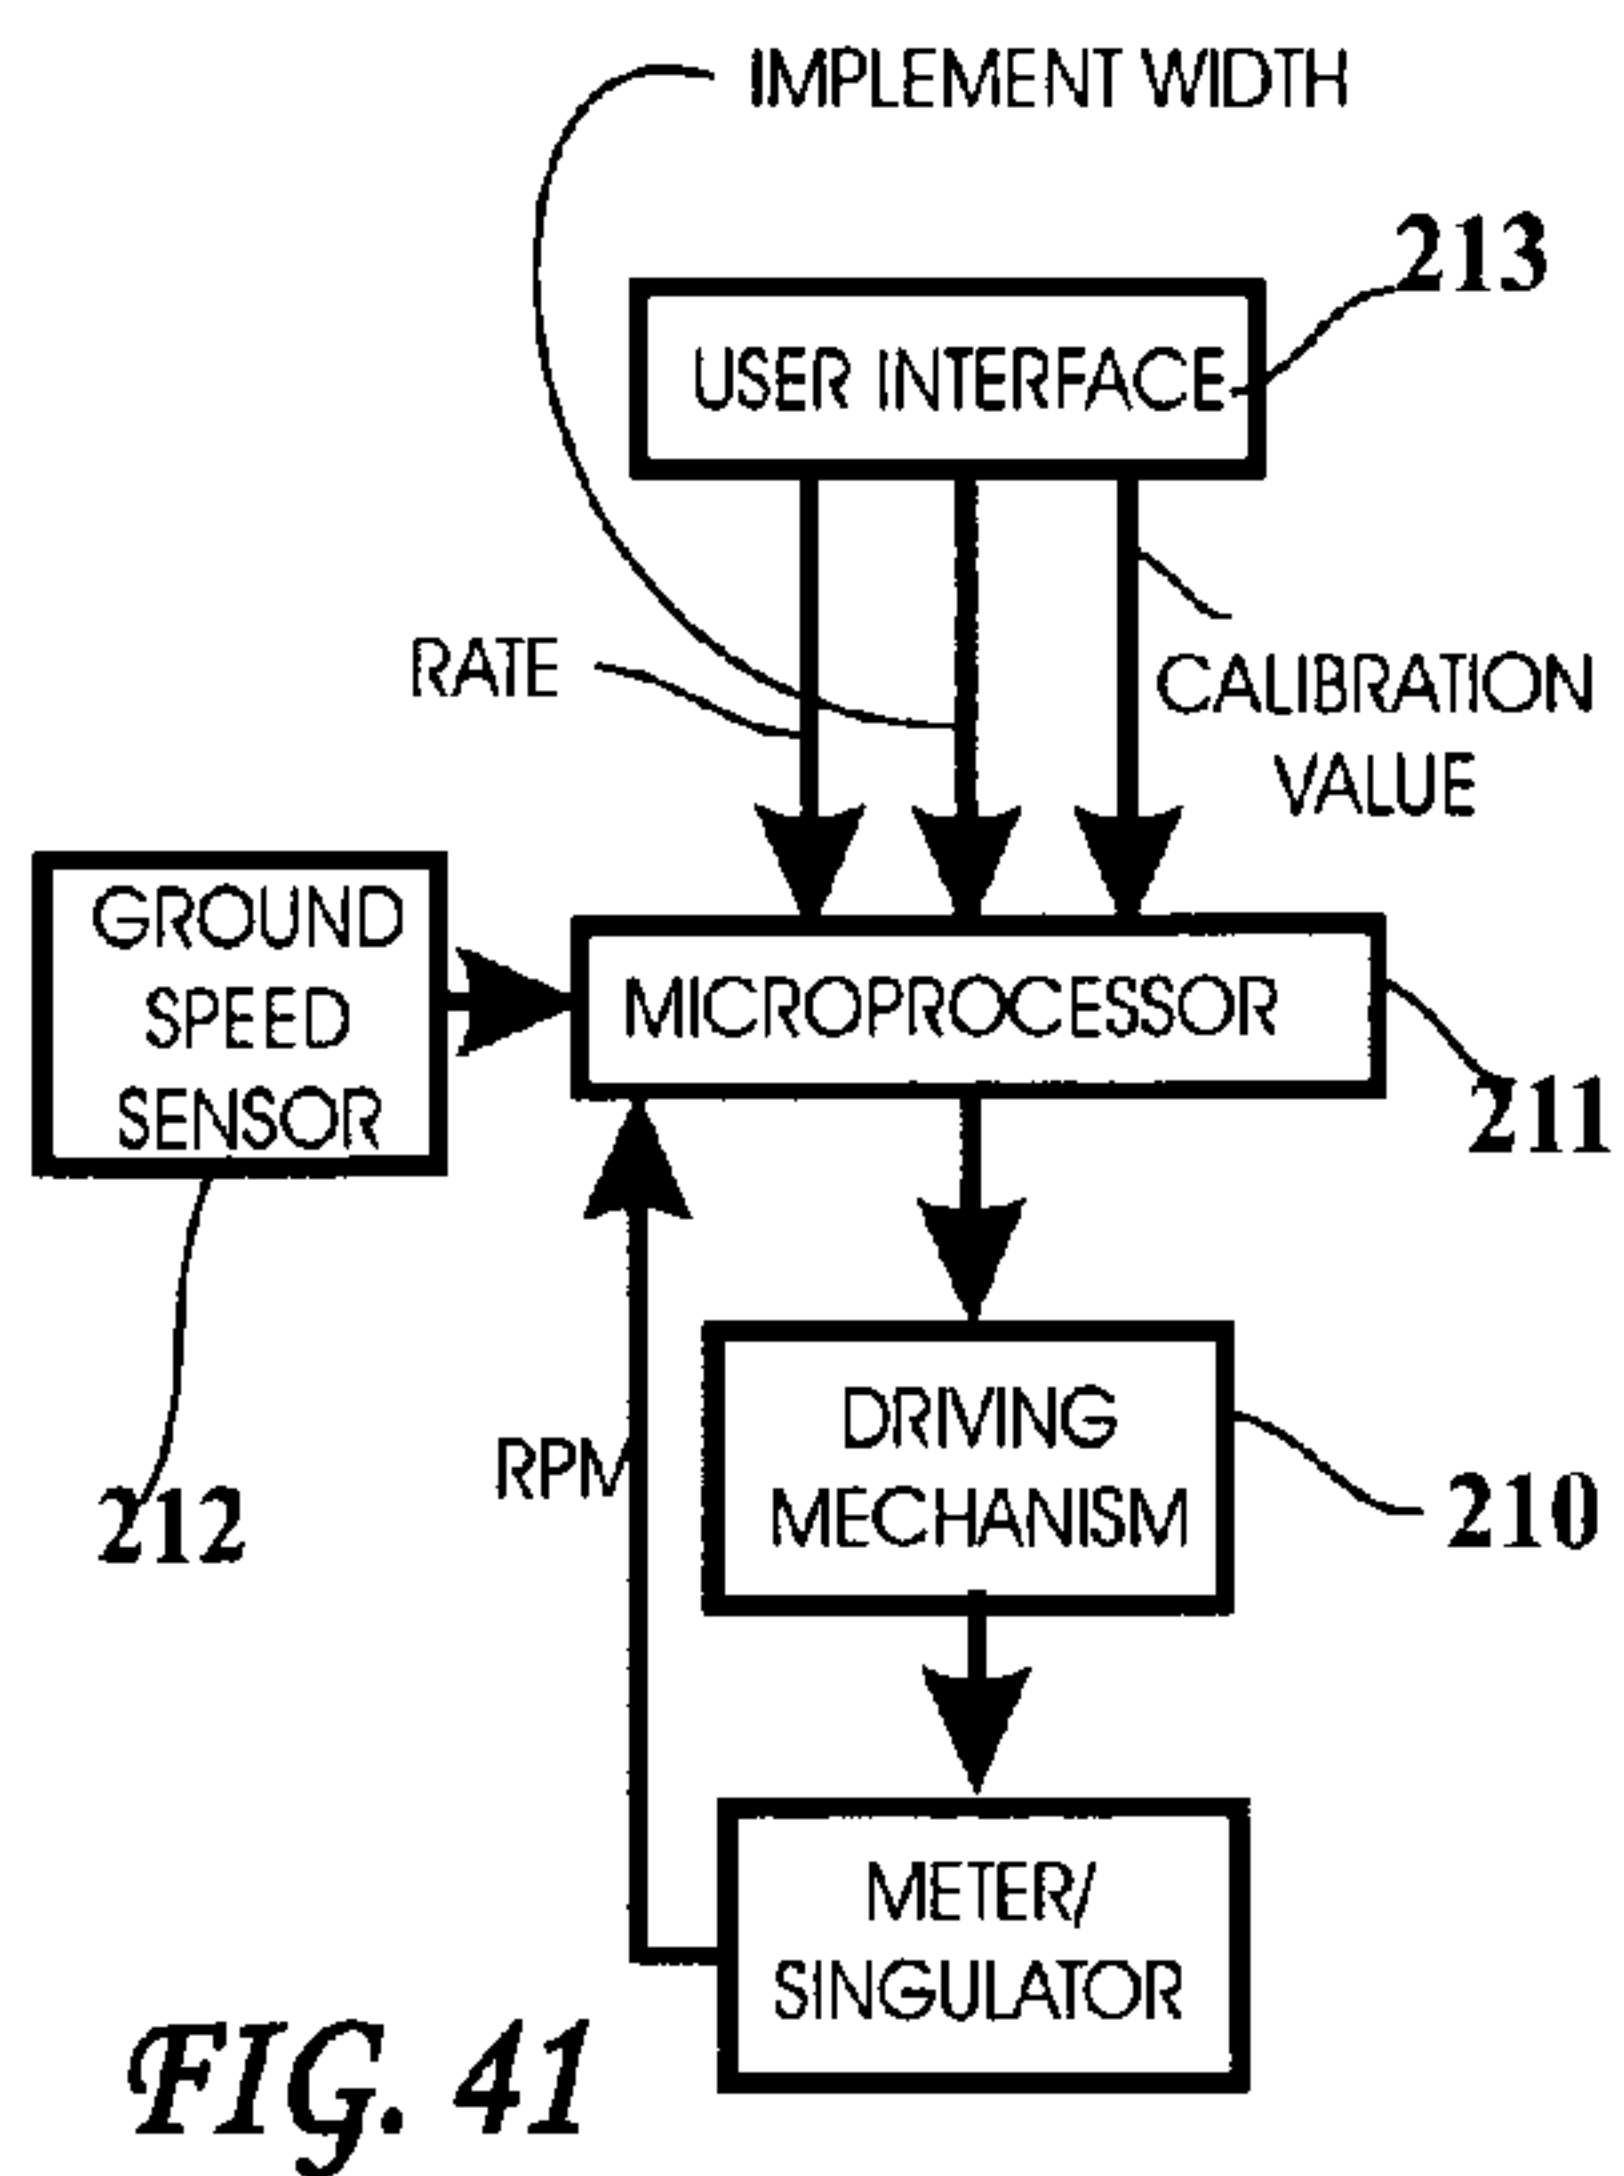 IMPLEMENT WIDTH
213
USER INTERFACE
RATE
CALIBRATION
VALUE
GROUND
SPEED
SENSOR
MICROPROCESSOR
211
DRIVING
MECHANISM
RPM
212
210
METER/
SINGULATOR
FIG. 41